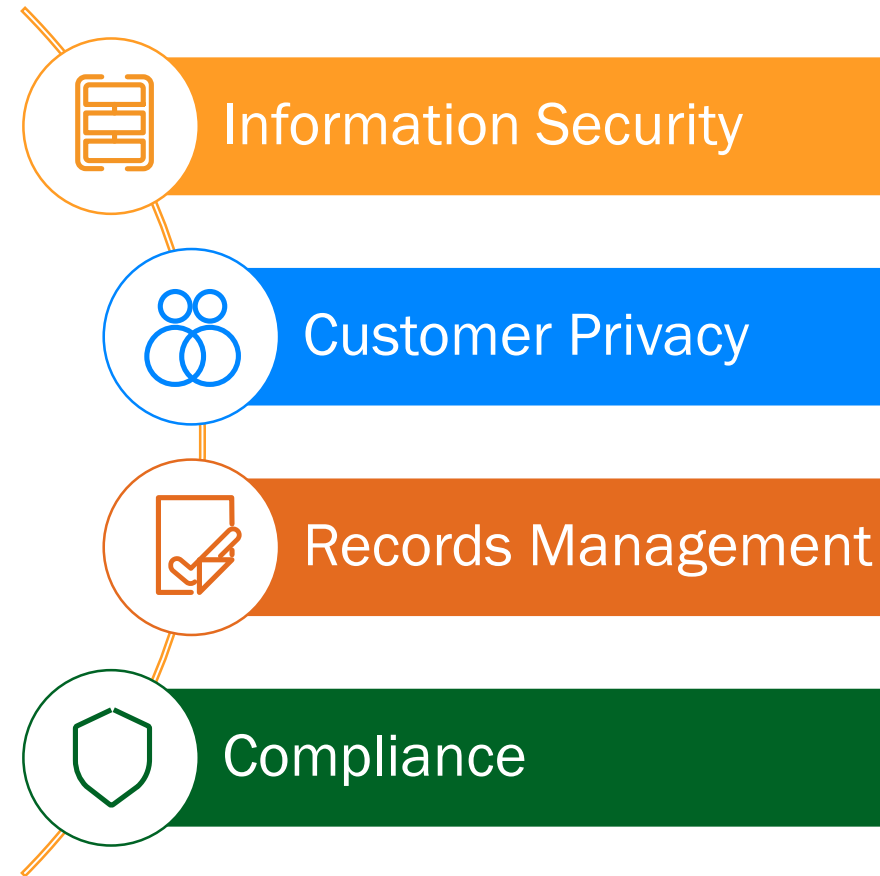 Information Security
Customer Privacy
Records Management
Compliance